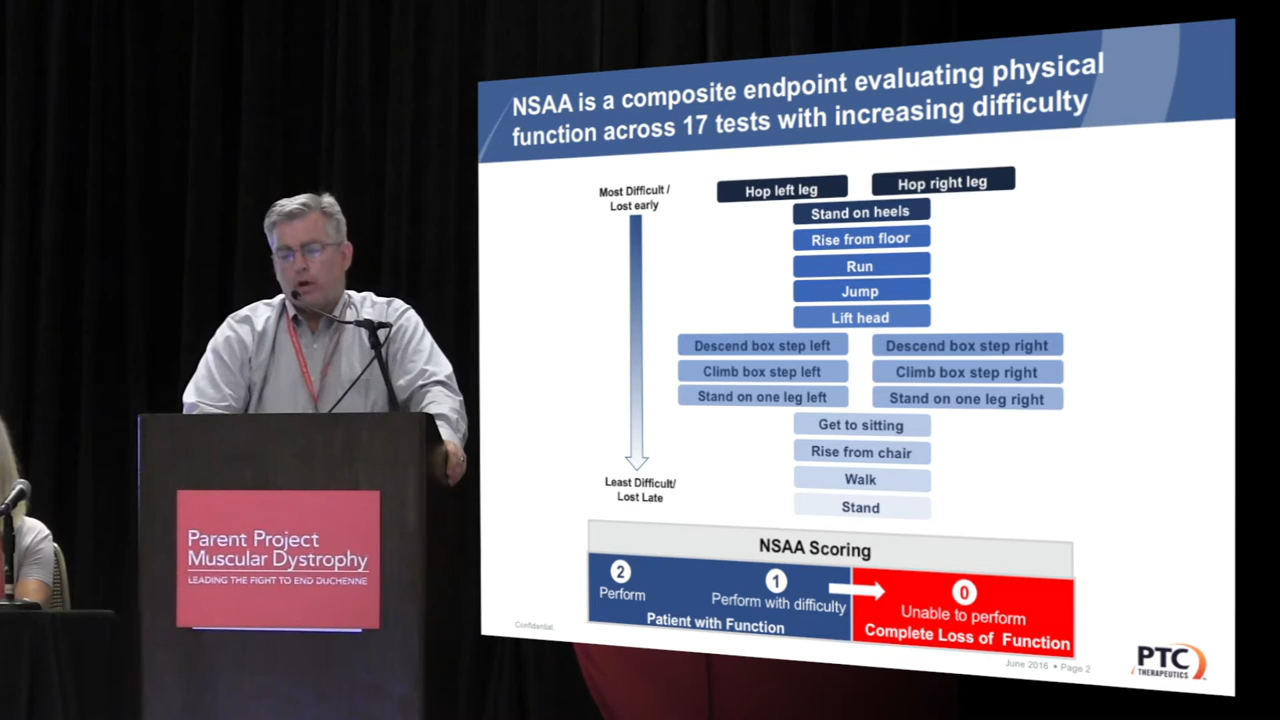 NSAA is a composite endpoint evaluating physical
function across 17 tests with increasing difficulty
Most Difficult /
Lost early
Hop left leg
Hop right leg
Stand on heels
Rise from floor
Run
Jump
Lift head
Descend box step left
Descend box step right
Climb box step left
Climb box step right
Stand on one leg left
Stand on one leg right
Get to sitting
Rise from chair
Walk
Stand
Least Difficult/
Lost Late
NSAA Scoring
2
Perform
1
Perform with difficulty
Patient with Function
0
Unable to perform
Complete Loss of Function
Confidential.
June 2016 • Page 2
PTC
THERAPEUTICS
Parent Project
Muscular Dystrophy
LEADING THE FIGHT TO END DUCHENNE